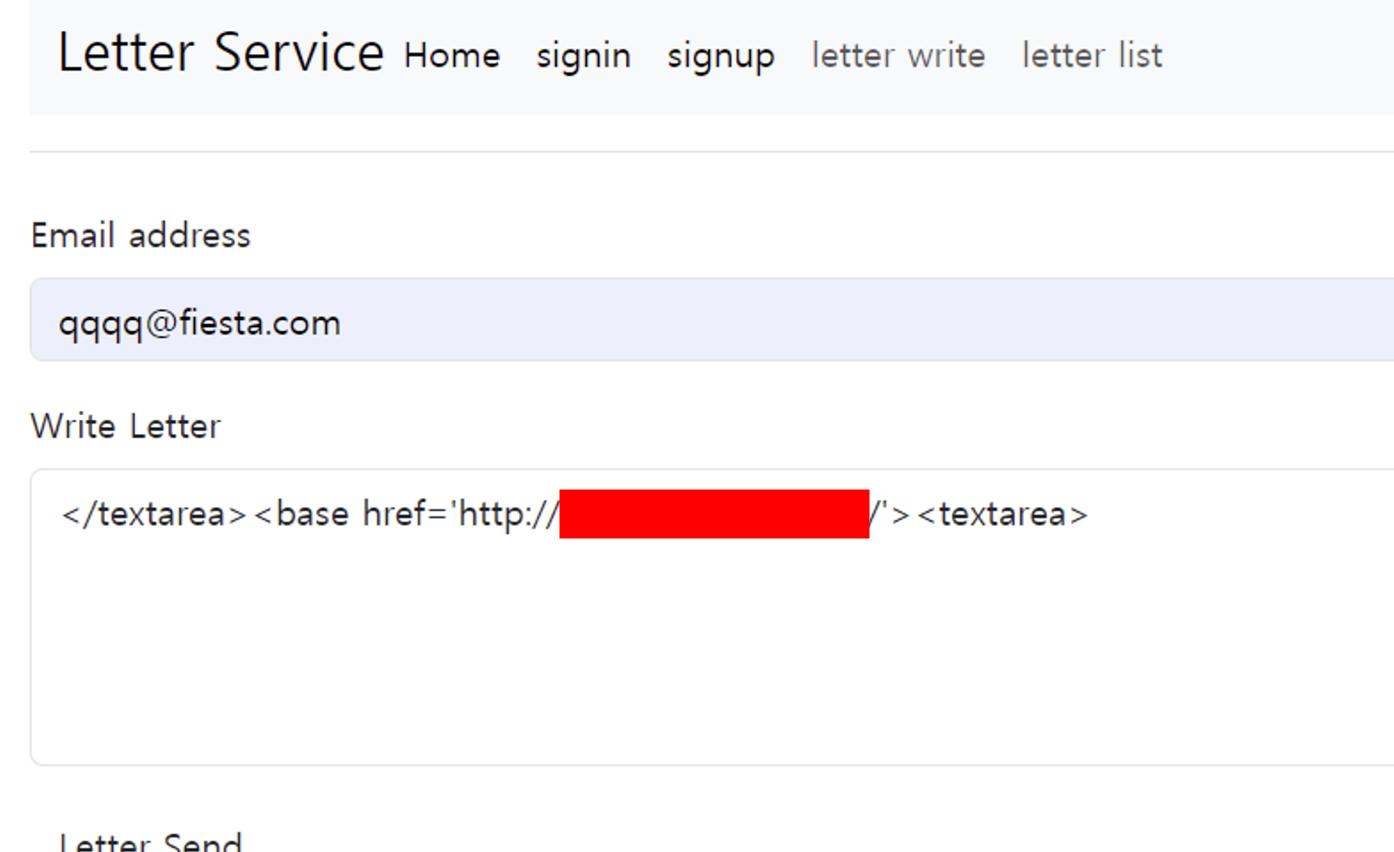 Letter Service Home signin signup letter write letter list
Email address
qqqq@fiesta.com
Write Letter
</textarea><base href='http:///'><textarea>
Letter Send